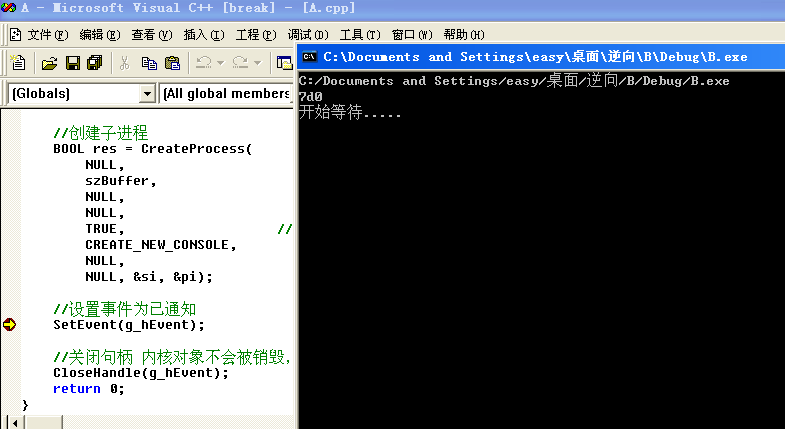 A - Microsoft Visual C++ [break] - [A.cpp]
文件(F) 编辑(E) 查看(V) 插入(I) 工程(P) 调试(D) 工具(T) 窗口(W) 帮助(H)
(Globals)
(All global members
//创建子进程
BOOL res = CreateProcess(
NULL,
szBuffer,
NULL,
NULL,
TRUE, //
CREATE_NEW_CONSOLE,
NULL,
NULL, &si, &pi);
//设置事件为已通知
SetEvent(g_hEvent);
//关闭句柄 内核对象不会被销毁,
CloseHandle(g_hEvent);
return 0;
}
C:\Documents and Settings\easy\桌面\逆向\B\Debug\B.exe
C:/Documents and Settings/easy/桌面/逆向/B/Debug/B.exe
7d0
开始等待.....